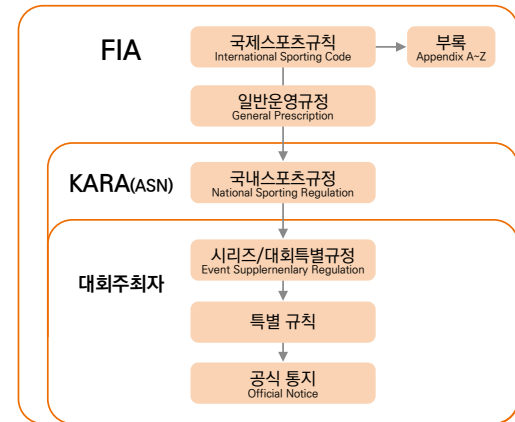 FIA
국제스포츠규칙
International Sporting Code
부록
Appendix A~Z
일반운영규정
General Prescription
KARA(ASN)
국내스포츠규정
National Sporting Regulation
대회주최자
시리즈/대회특별규정
Event Supplernenlary Regulation
특별 규칙
공식 통지
Official Notice